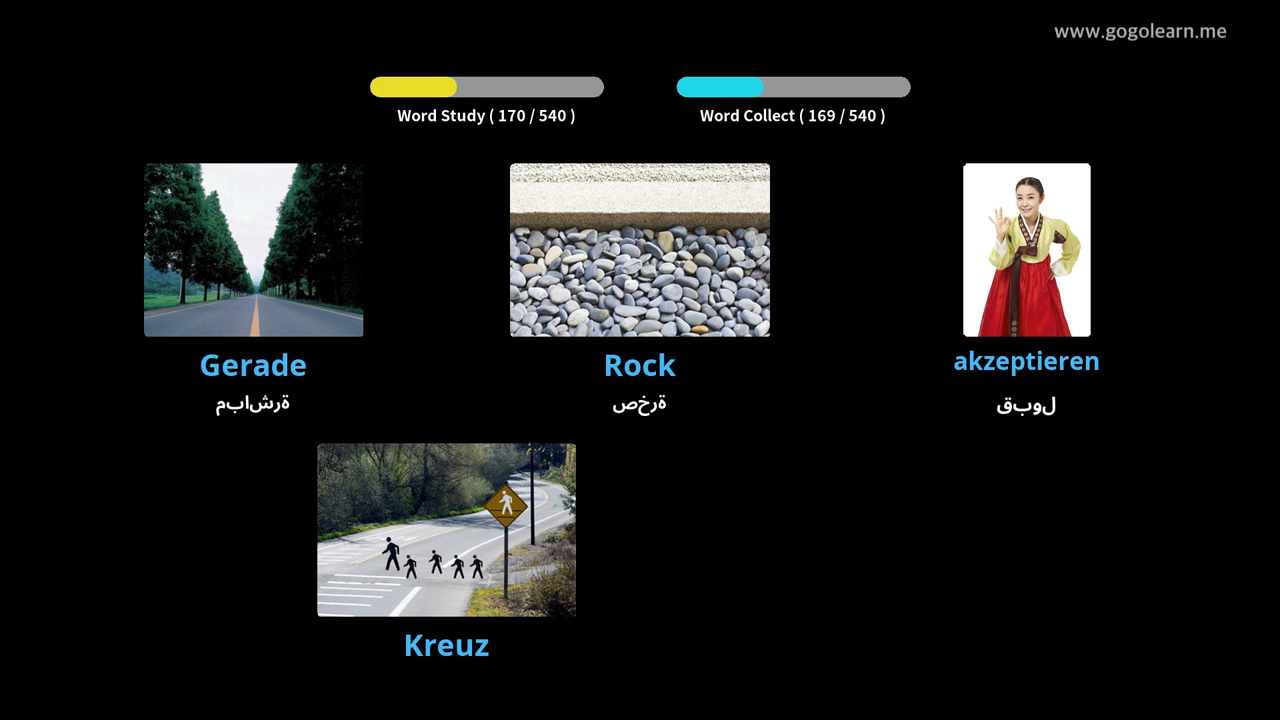 www.gogolearn.me
Word Study ( 170 / 540 )
Word Collect ( 169 / 540 )
Gerade
ةرشابم
Rock
ةرخص
akzeptieren
لوبق
Kreuz